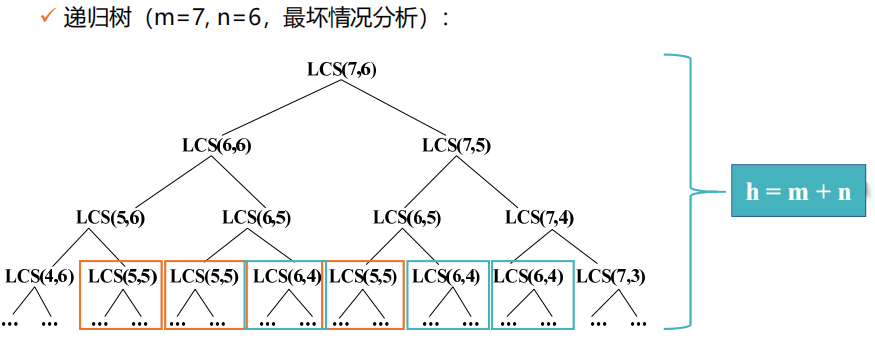 ✓ 递归树（m=7, n=6，最坏情况分析）:
LCS(7,6)
LCS(6,6) LCS(7,5)
h = m + n
LCS(5,6) LCS(6,5) LCS(6,5) LCS(7,4)
LCS(4,6) LCS(5,5) LCS(5,5) LCS(6,4) LCS(5,5) LCS(6,4) LCS(6,4) LCS(7,3)
... ... ... ... ... ... ... ... ... ... ... ... ... ... ... ...